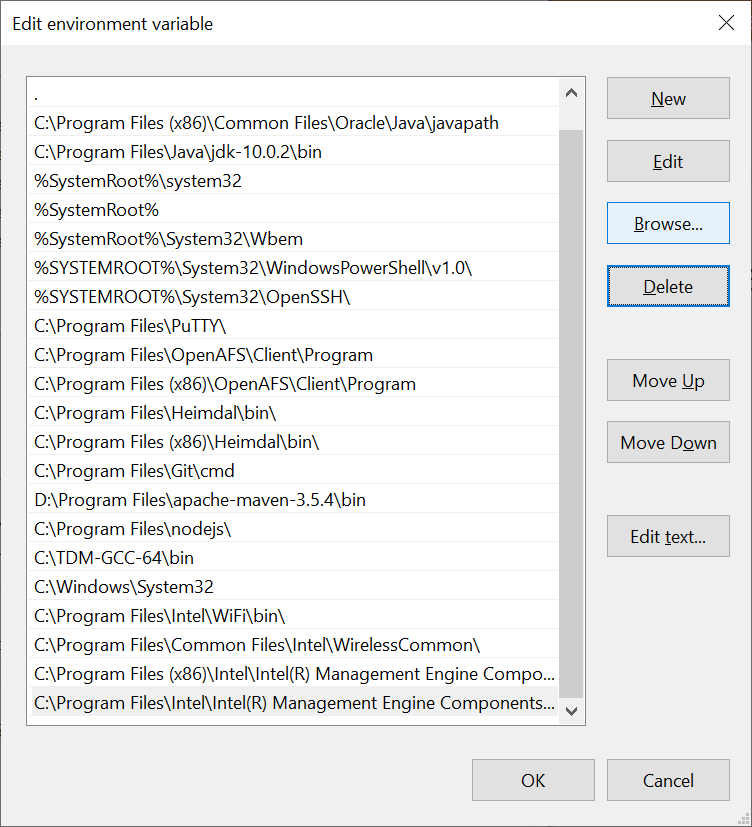 Edit environment variable
.
C:\Program Files (x86)\Common Files\Oracle\Java\javapath
C:\Program Files\Java\jdk-10.0.2\bin
%SystemRoot%\system32
%SystemRoot%
%SystemRoot%\System32\Wbem
%SYSTEMROOT%\System32\WindowsPowerShell\v1.0\
%SYSTEMROOT%\System32\OpenSSH\
C:\Program Files\PuTTY\
C:\Program Files\OpenAFS\Client\Program
C:\Program Files (x86)\OpenAFS\Client\Program
C:\Program Files\Heimdal\bin\
C:\Program Files (x86)\Heimdal\bin\
C:\Program Files\Git\cmd
D:\Program Files\apache-maven-3.5.4\bin
C:\Program Files\nodejs\
C:\TDM-GCC-64\bin
C:\Windows\System32
C:\Program Files\Intel\WiFi\bin\
C:\Program Files\Common Files\Intel\WirelessCommon\
C:\Program Files (x86)\Intel\Intel(R) Management Engine Compo...
C:\Program Files\Intel\Intel(R) Management Engine Components...
New
Edit
Browse...
Delete
Move Up
Move Down
Edit text...
OK
Cancel